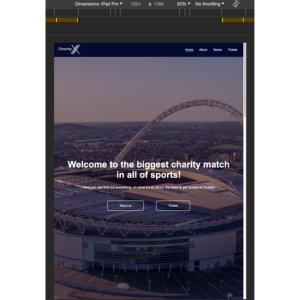 Dimensions: iPad Pro ▾ 1024 × 1366 50% ▾ No throttling ▾
Charity X
Home About Teams Tickets
Welcome to the biggest charity match
in all of sports!
Here you can find out everything on what it's all about, the teams & get access to tickets!
About us Tickets